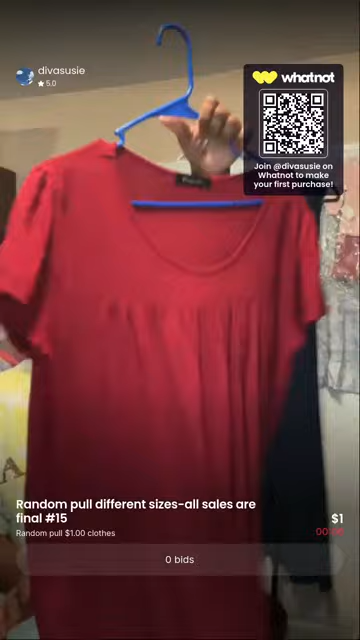 divasusie
5.0
whatnot
Join @divasusie on
Whatnot to make
your first purchase!
Random pull different sizes-all sales are
final #15
$1
Random pull $1.00 clothes
0 bids